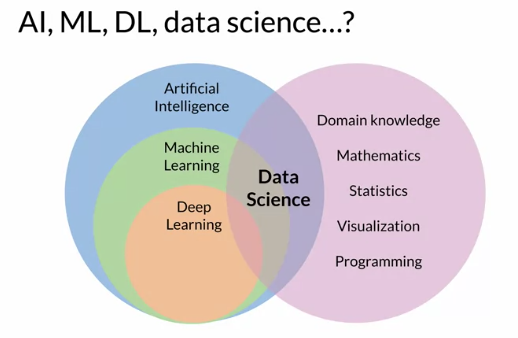 AI, ML, DL, data science...?
Artificial
Intelligence
Machine
Learning
Deep
Learning
Data
Science
Domain knowledge
Mathematics
Statistics
Visualization
Programming